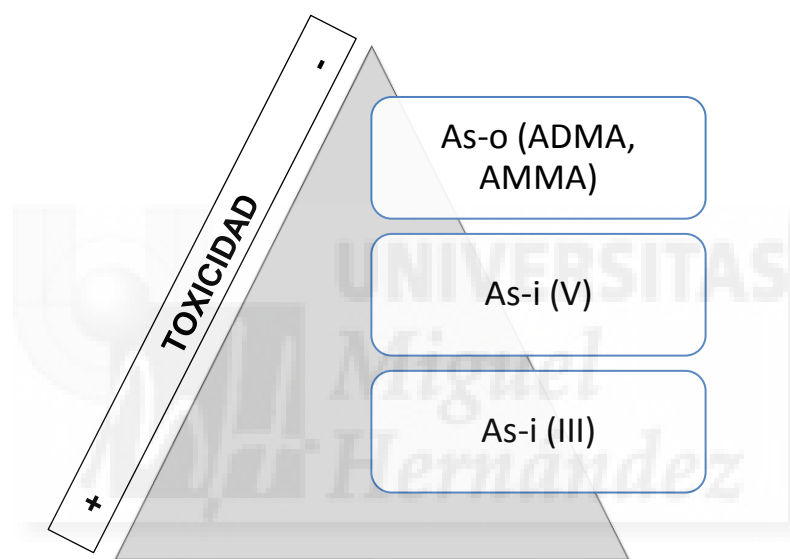 -
TOXICIDAD
+
As-o (ADMA,
AMMA)
As-i (V)
As-i (III)
UNIVERSITAS
Miguel
Hernández